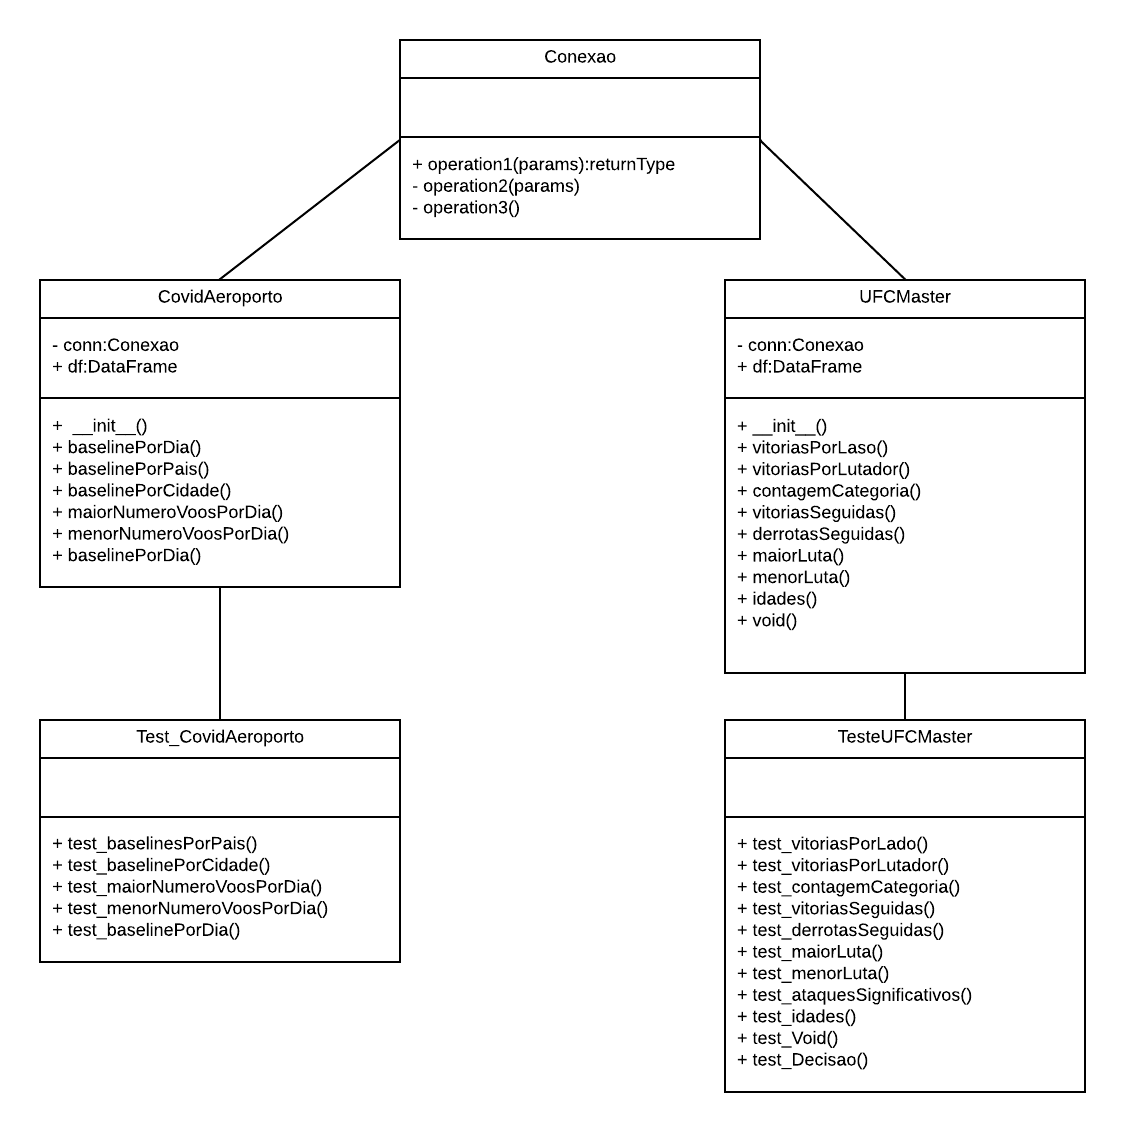 Conexao
+ operation1(params):returnType
- operation2(params)
- operation3()
CovidAeroporto
- conn:Conexao
+ df:DataFrame
+  __init__()
+ baselinePorDia()
+ baselinePorPais()
+ baselinePorCidade()
+ maiorNumeroVoosPorDia()
+ menorNumeroVoosPorDia()
+ baselinePorDia()
UFCMaster
- conn:Conexao
+ df:DataFrame
+ __init__()
+ vitoriasPorLaso()
+ vitoriasPorLutador()
+ contagemCategoria()
+ vitoriasSeguidas()
+ derrotasSeguidas()
+ maiorLuta()
+ menorLuta()
+ idades()
+ void()
Test_CovidAeroporto
+ test_baselinesPorPais()
+ test_baselinePorCidade()
+ test_maiorNumeroVoosPorDia()
+ test_menorNumeroVoosPorDia()
+ test_baselinePorDia()
TesteUFCMaster
+ test_vitoriasPorLado()
+ test_vitoriasPorLutador()
+ test_contagemCategoria()
+ test_vitoriasSeguidas()
+ test_derrotasSeguidas()
+ test_maiorLuta()
+ test_menorLuta()
+ test_ataquesSignificativos()
+ test_idades()
+ test_Void()
+ test_Decisao()